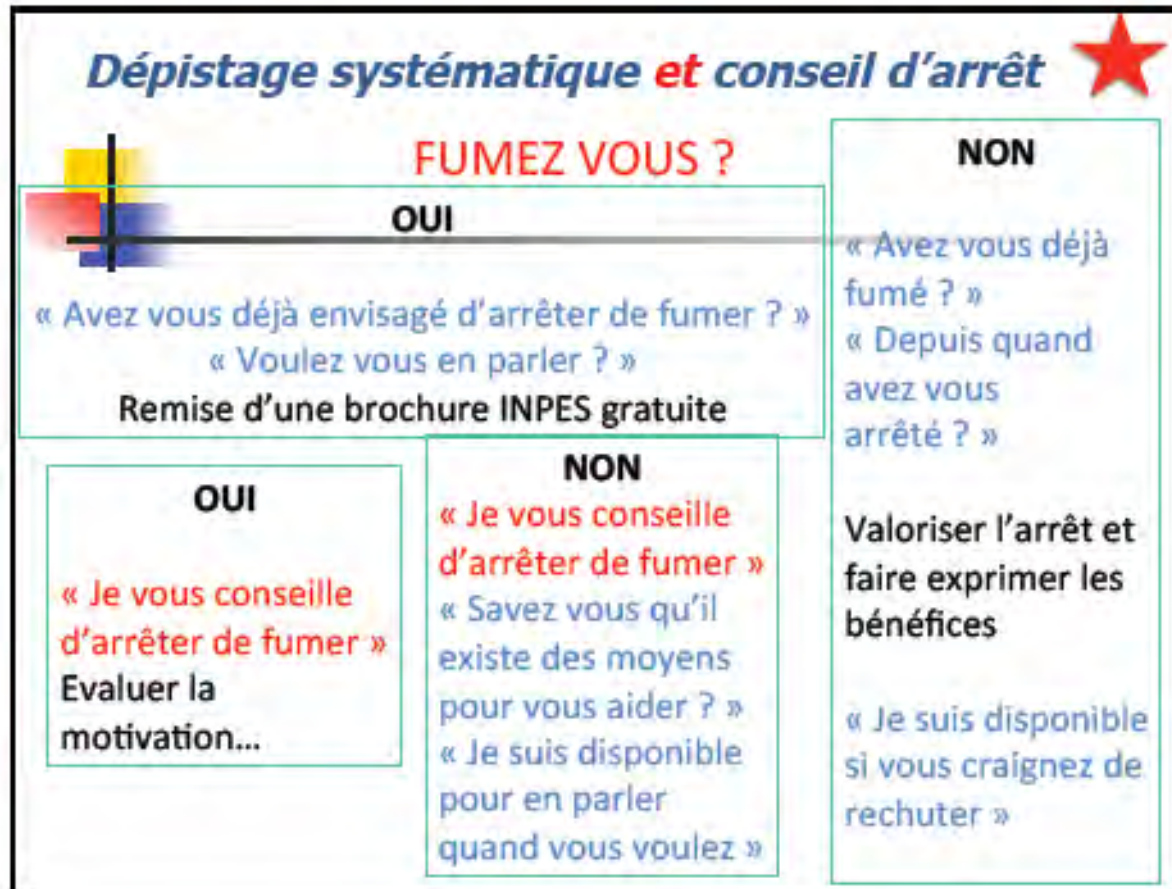 Dépistage systématique et conseil d'arrêt
FUMEZ VOUS ?
OUI
« Avez vous déjà envisagé d'arrêter de fumer ? »
« Voulez vous en parler ? »
Remise d'une brochure INPES gratuite
OUI
« Je vous conseille
d'arrêter de fumer »
Evaluer la
motivation...
NON
« Je vous conseille
d'arrêter de fumer »
« Savez vous qu'il
existe des moyens
pour vous aider ? »
« Je suis disponible
pour en parler
quand vous voulez »
NON
« Avez vous déjà
fumé ? »
« Depuis quand
avez vous
arrêté ? »
Valoriser l'arrêt et
faire exprimer les
bénéfices
« Je suis disponible
si vous craignez de
rechuter »